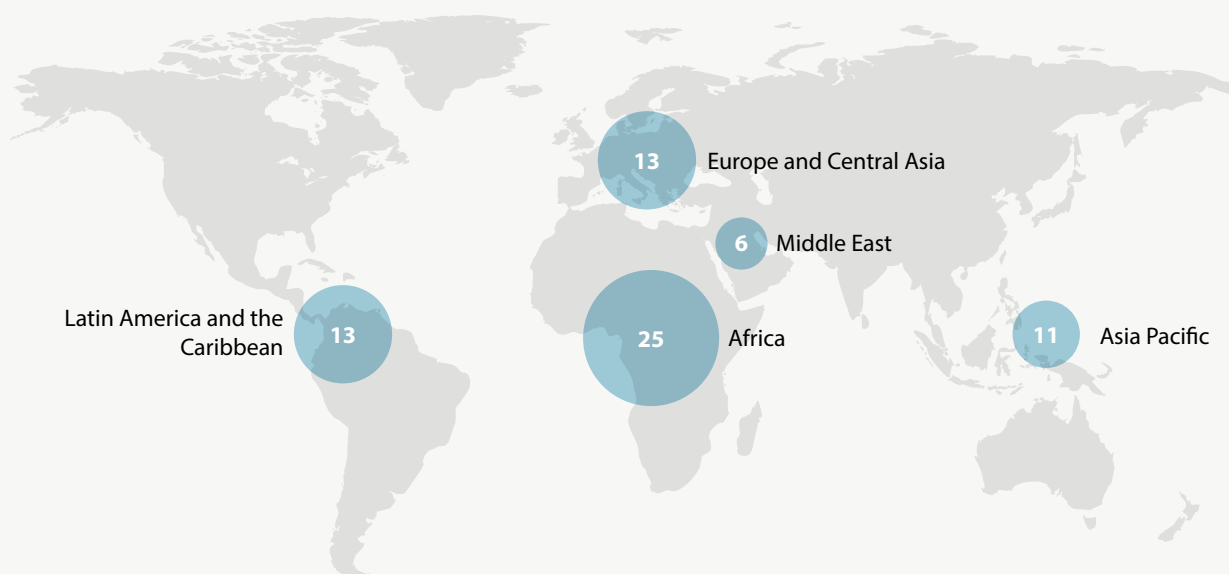 13
Europe and Central Asia
6
Middle East
Latin America and the
Caribbean
13
25
Africa
11
Asia Pacific